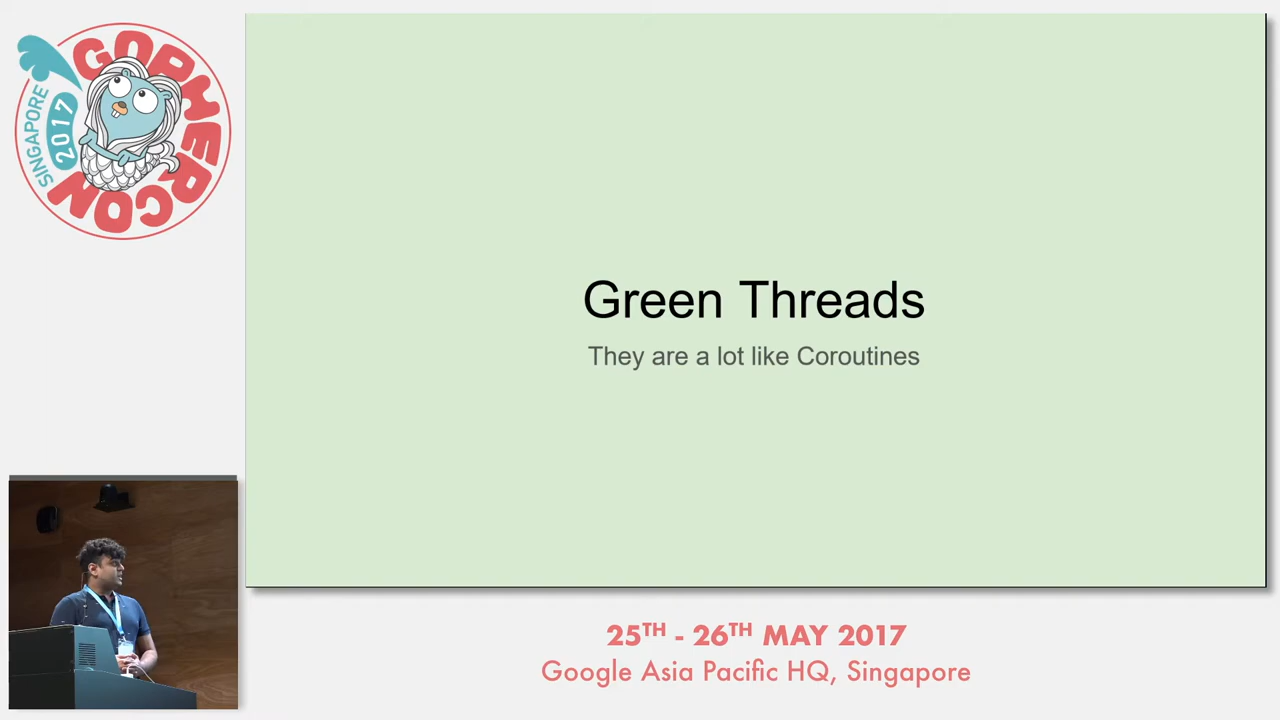 GOPHERCON
SINGAPORE
2017
Green Threads
They are a lot like Coroutines
25TH - 26TH MAY 2017
Google Asia Pacific HQ, Singapore